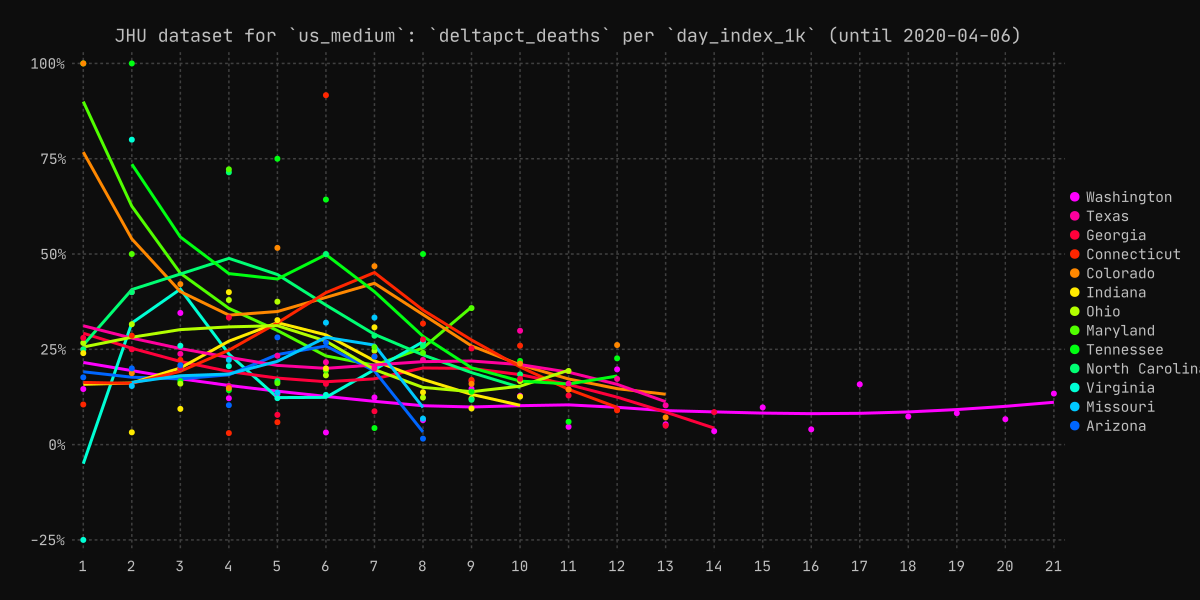 JHU dataset for `us_medium`: `deltapct_deaths` per `day_index_1k` (until 2020-04-06)
100%
75%
50%
25%
0%
-25%
1 2 3 4 5 6 7 8 9 10 11 12 13 14 15 16 17 18 19 20 21
Washington
Texas
Georgia
Connecticut
Colorado
Indiana
Ohio
Maryland
Tennessee
North Carolina
Virginia
Missouri
Arizona